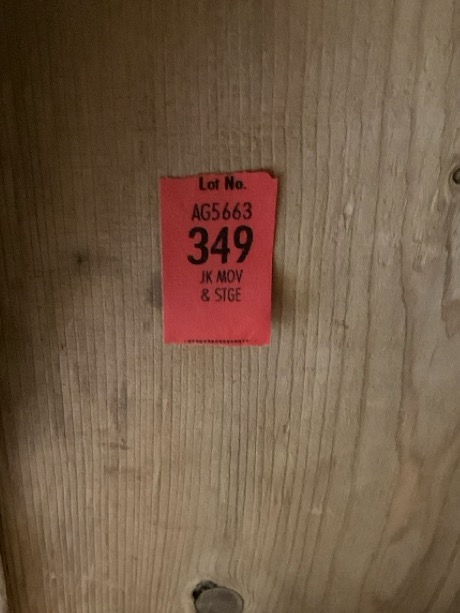 Lot No.
AG5663
349
JK MOV
& STGE